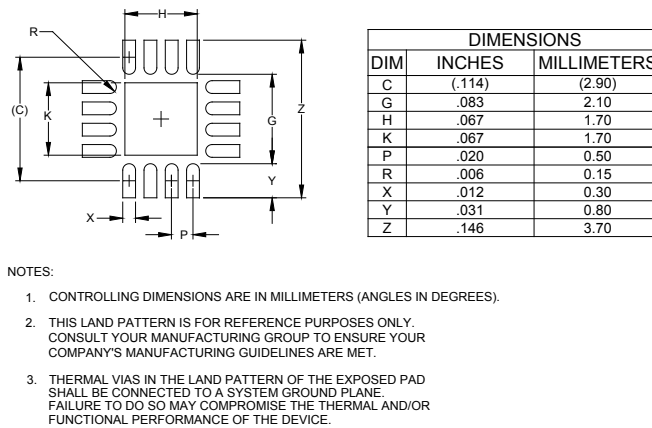 H
R
(C)
K
G
Z
Y
X
P
DIMENSIONS
DIM INCHES MILLIMETERS
C (.114) (2.90)
G .083 2.10
H .067 1.70
K .067 1.70
P .020 0.50
R .006 0.15
X .012 0.30
Y .031 0.80
Z .146 3.70
NOTES:
1. CONTROLLING DIMENSIONS ARE IN MILLIMETERS (ANGLES IN DEGREES).
2. THIS LAND PATTERN IS FOR REFERENCE PURPOSES ONLY.
CONSULT YOUR MANUFACTURING GROUP TO ENSURE YOUR
COMPANY'S MANUFACTURING GUIDELINES ARE MET.
3. THERMAL VIAS IN THE LAND PATTERN OF THE EXPOSED PAD
SHALL BE CONNECTED TO A SYSTEM GROUND PLANE.
FAILURE TO DO SO MAY COMPROMISE THE THERMAL AND/OR
FUNCTIONAL PERFORMANCE OF THE DEVICE.